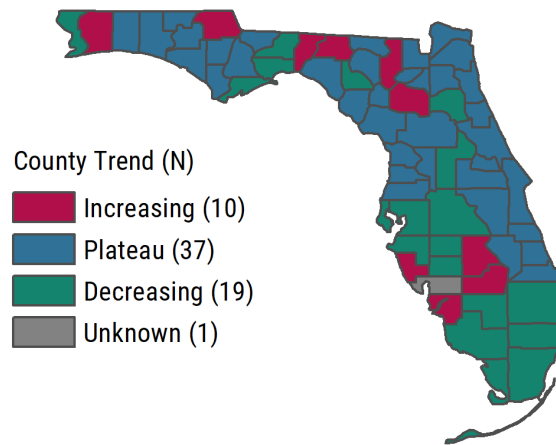 County Trend (N)
Increasing (10)
Plateau (37)
Decreasing (19)
Unknown (1)